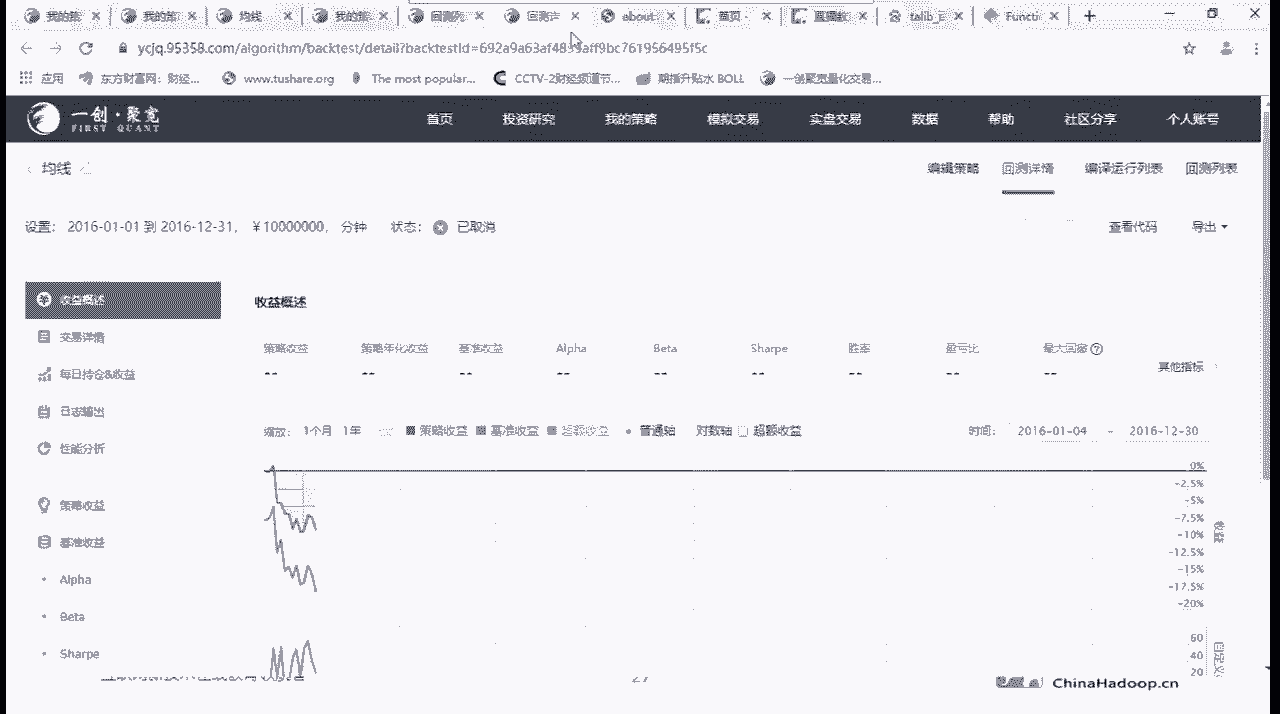 我的策 我的策 均线 我的策 回测列 回测详 about: 首页 - talib_ Functi
ycjq.95358.com/algorithm/backtest/detail?backtestId=
应用 东方财富网：财经... www.tushare.org The most popular... CCTV-2财经频道节... 期指升贴水 BOLL 一创聚宽量化交易...
一创·聚宽 首页 投资研究 我的策略 模拟交易 实盘交易 数据 帮助 社区分享 个人账号
FIRST QUANT
均线 编辑策略 回测详情 编译运行列表 回测列表
设置： 2016-01-01 到 2016-12-31， ￥10000000， 分钟 状态： 已取消 查看代码 导出
收益概述 收益概述
交易详情 策略收益 策略年化收益 基准收益 Alpha Beta Sharpe 胜率 盈亏比 最大回撤
-- -- -- -- -- -- -- -- -- 其他指标
每日持仓&收益
日志输出
缩放： 1个月 1年 策略收益 基准收益 超额收益 普通轴 对数轴 超额收益 时间： 2016-01-04 - 2016-12-30
性能分析
0%
-2.5%
-5%
策略收益
-7.5%
收益
-10%
基准收益
-12.5%
-15%
Alpha
-17.5%
-20%
Beta
60
Sharpe
40
20
27
ChinaHadoop.cn